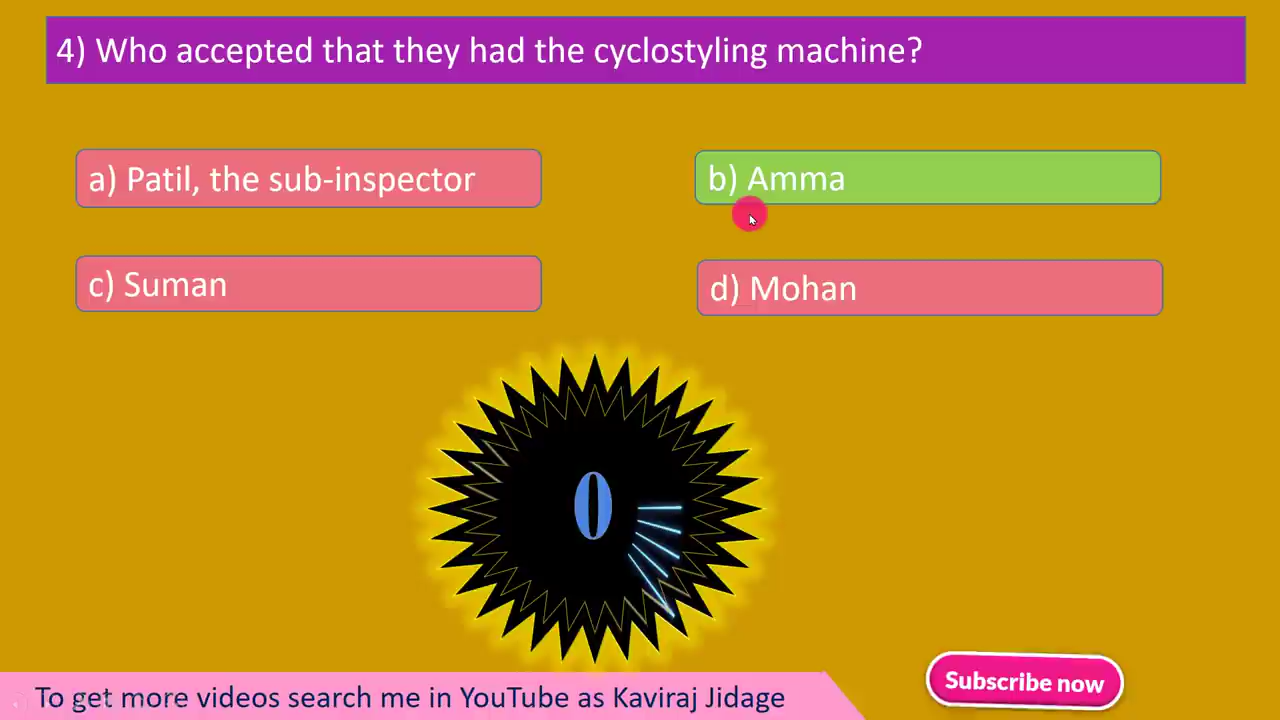 4) Who accepted that they had the cyclostyling machine?
a) Patil, the sub-inspector
b) Amma
c) Suman
d) Mohan
0
To get more videos search me in YouTube as Kaviraj Jidage
Subscribe now